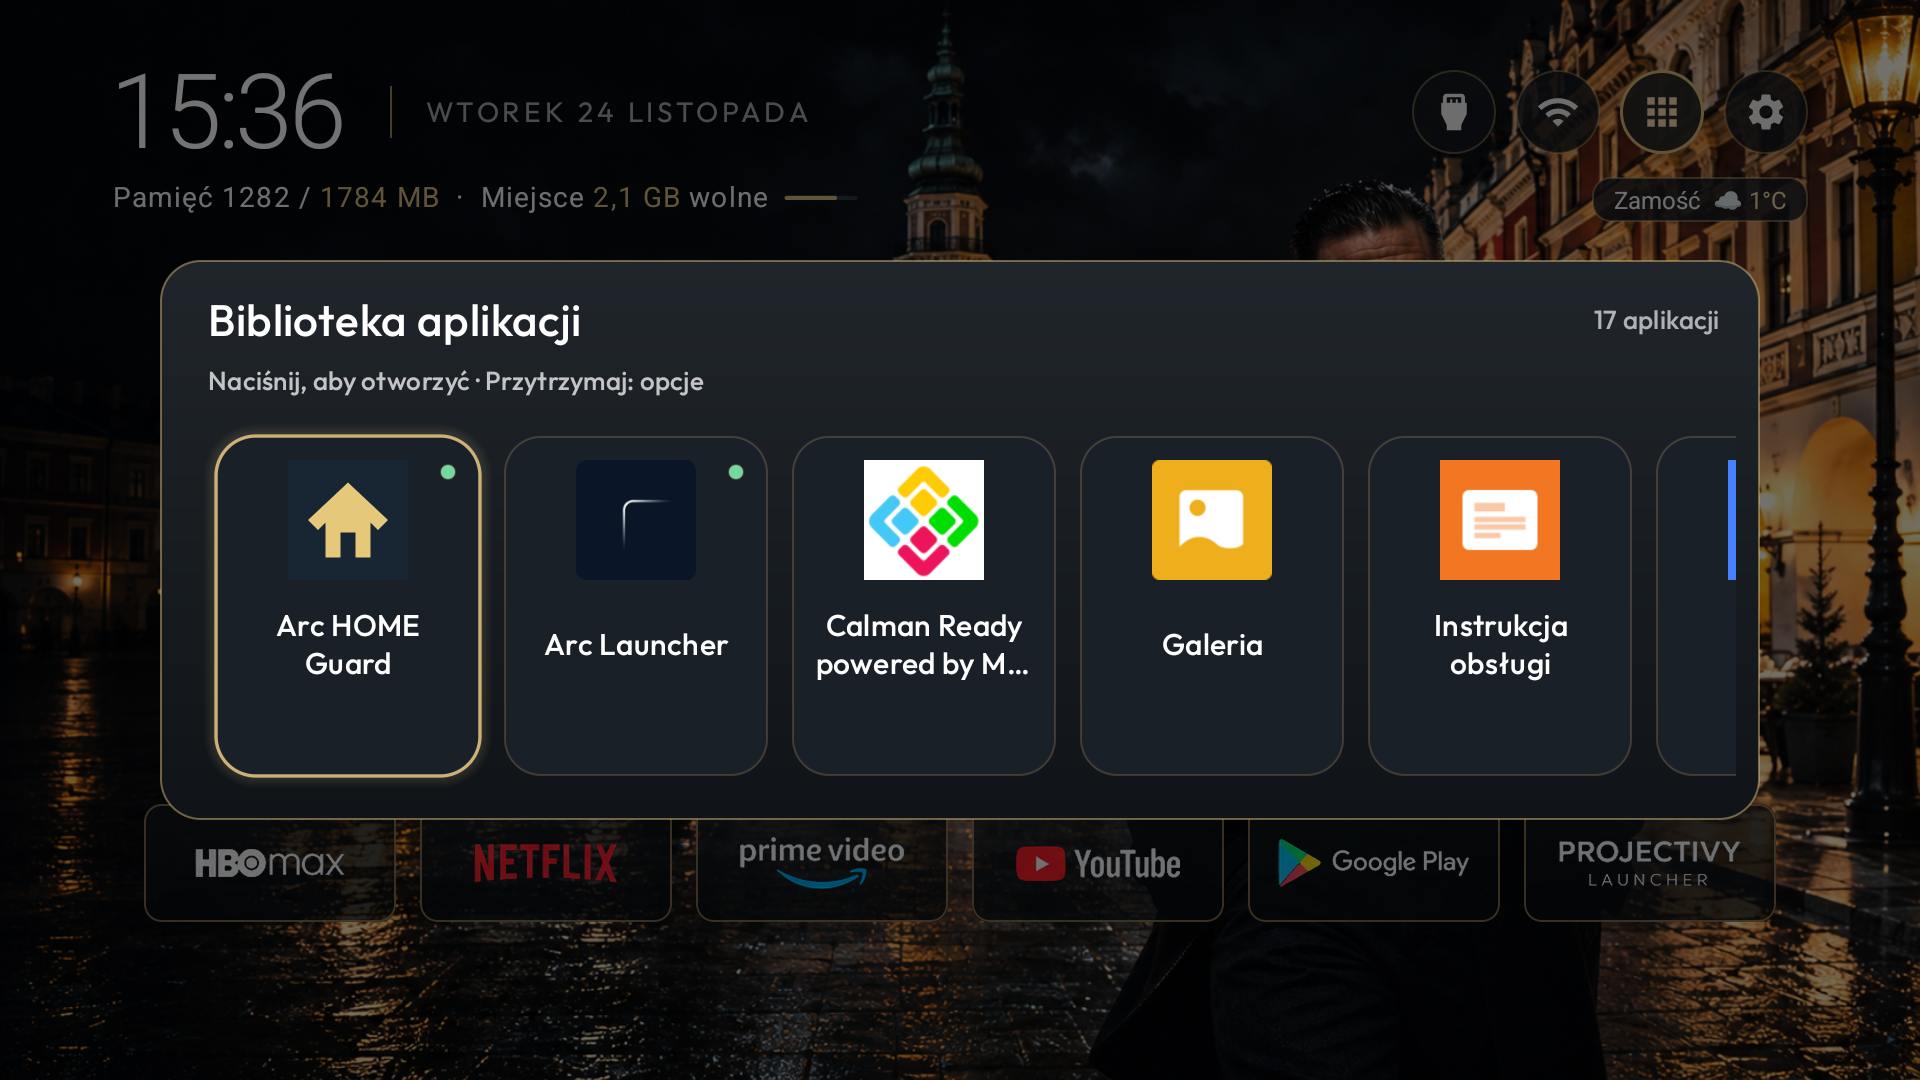 15:36
WTOREK 24 LISTOPADA
Pamięć 1282 / 1784 MB · Miejsce 2,1 GB wolne
Zamość 1°C
Biblioteka aplikacji
17 aplikacji
Naciśnij, aby otworzyć · Przytrzymaj: opcje
Arc HOME
Guard
Arc Launcher
Calman Ready
powered by M...
Galeria
Instrukcja
obsługi
HBO max
NETFLIX
prime video
YouTube
Google Play
PROJECTIVY
LAUNCHER